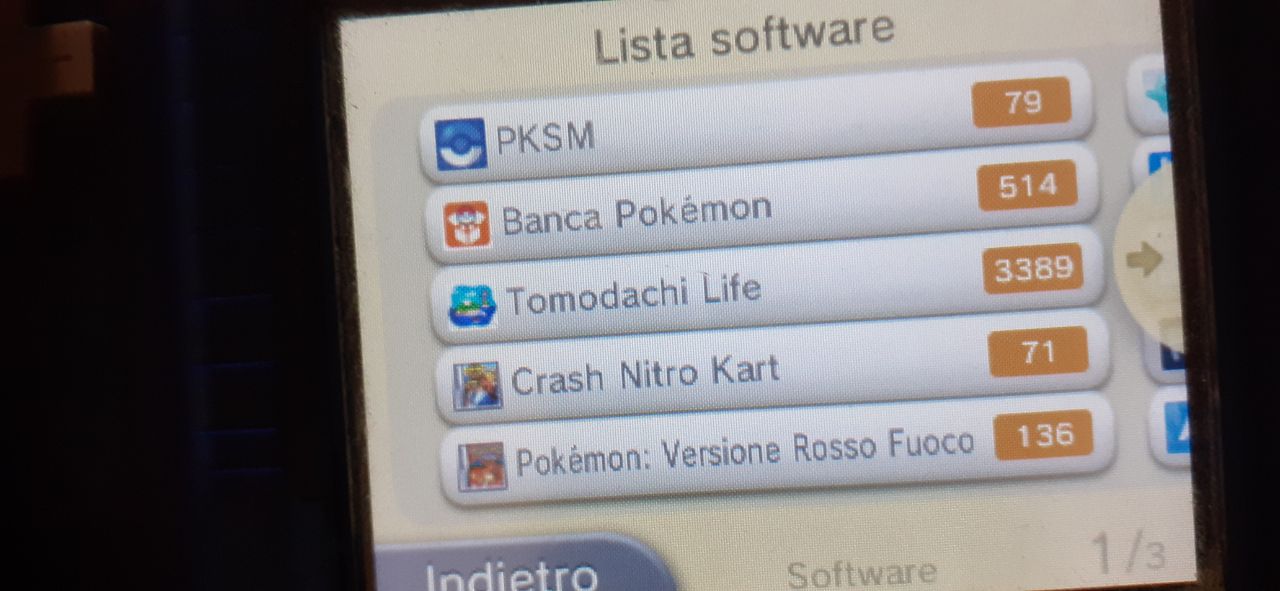 Lista software
PKSM 79
Banca Pokémon 514
Tomodachi Life 3389
Crash Nitro Kart 71
Pokémon: Versione Rosso Fuoco 136
Indietro
Software 1/3